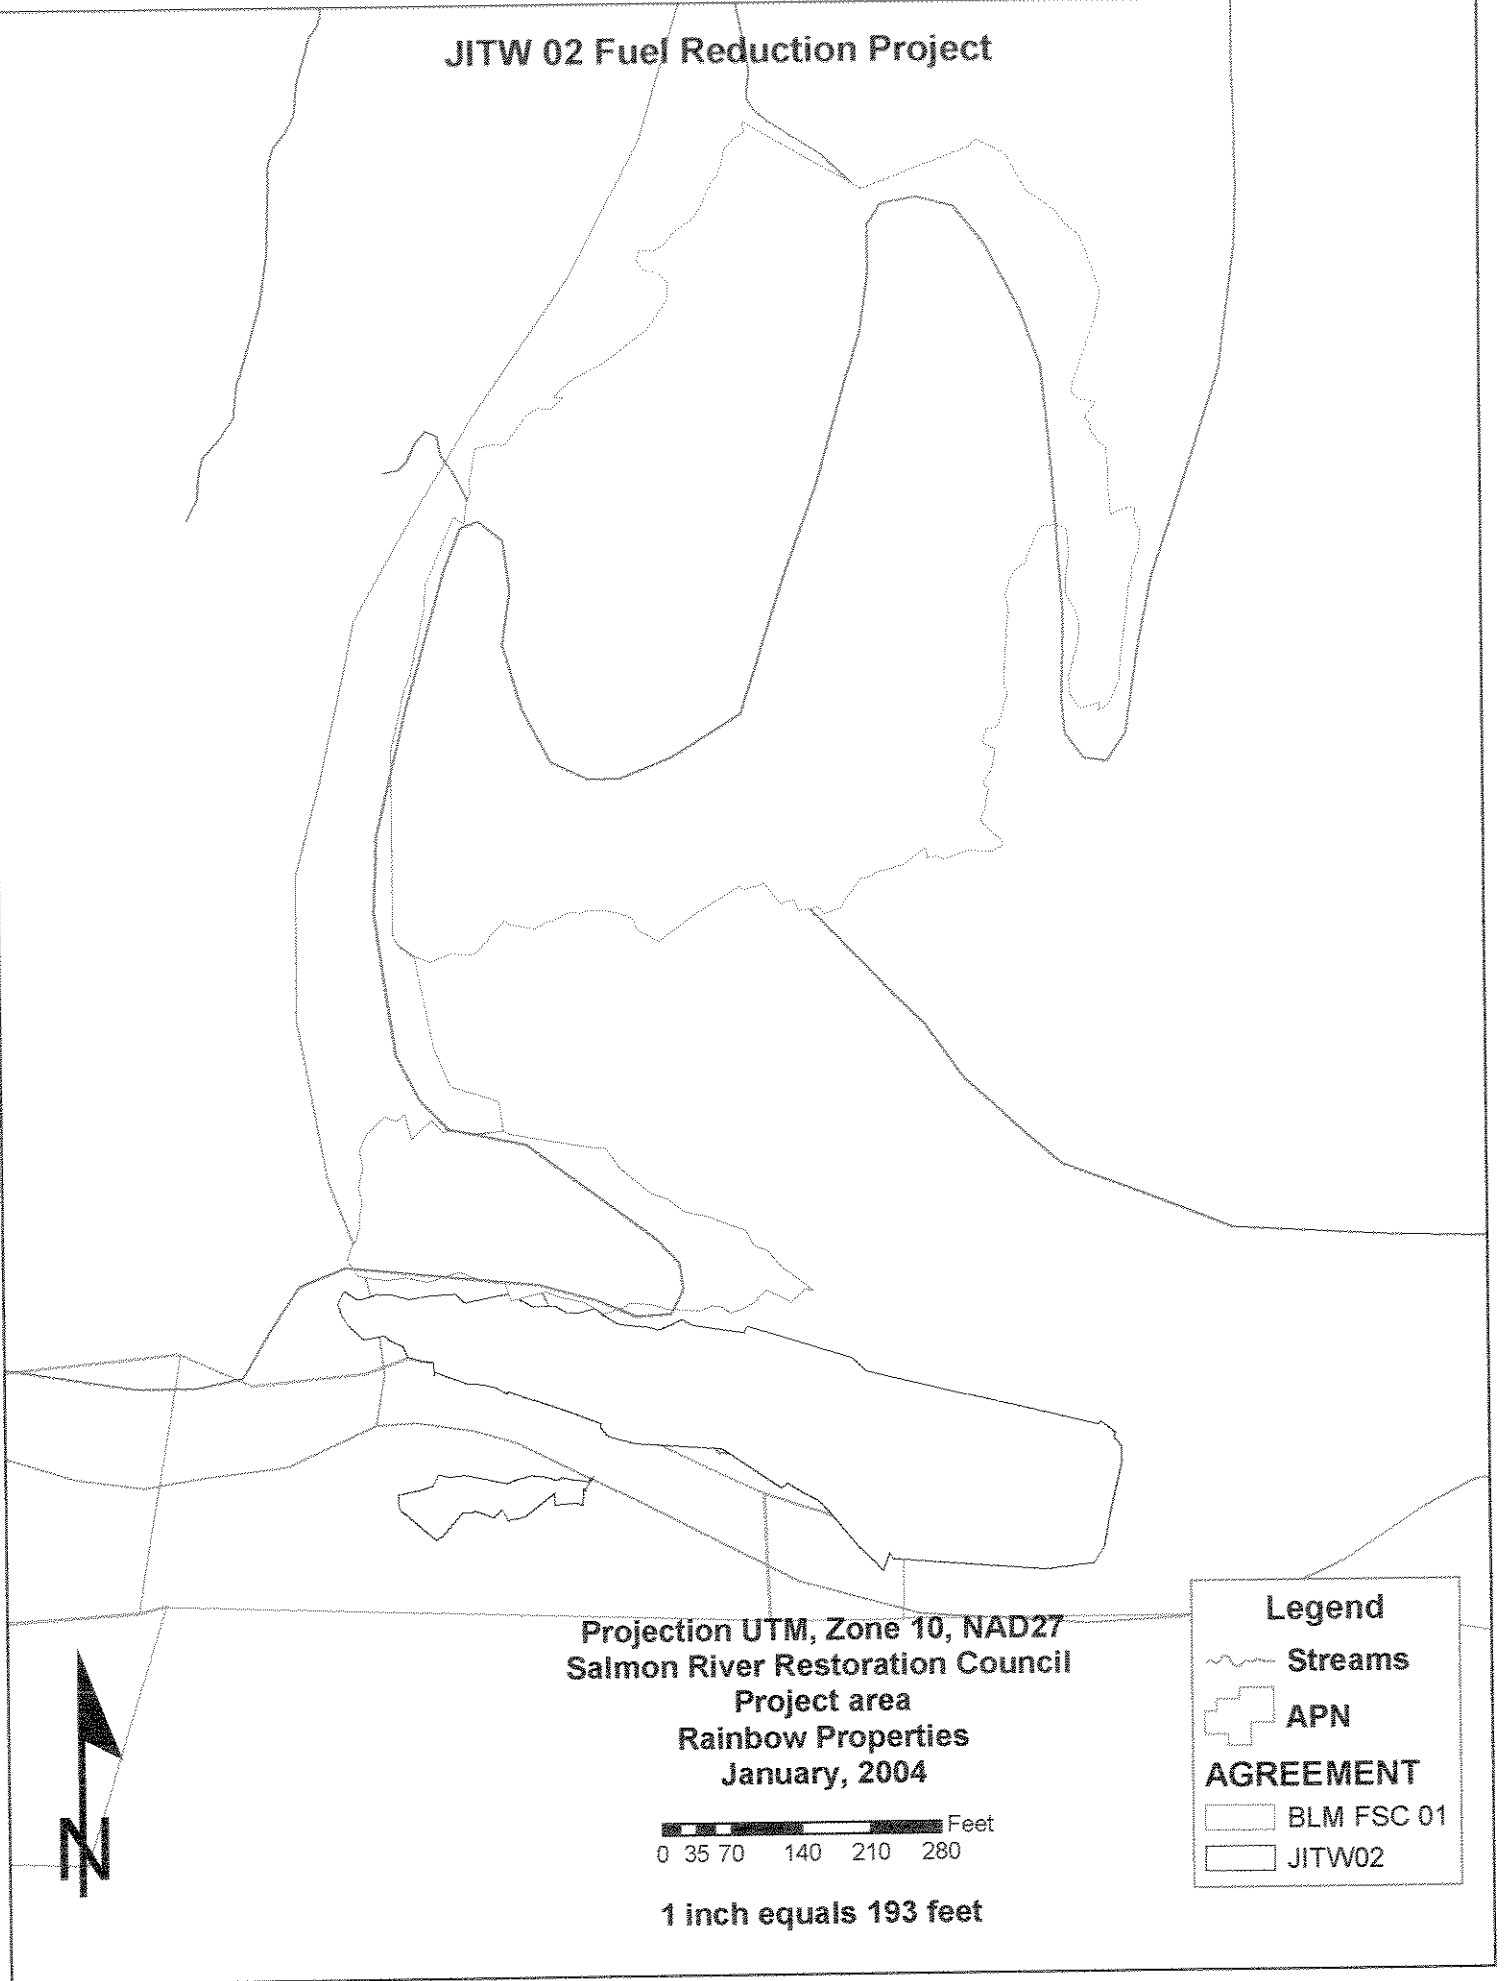 JITW 02 Fuel Reduction Project
Projection UTM, Zone 10, NAD27
Salmon River Restoration Council
Project area
Rainbow Properties
January, 2004
Feet
0 35 70 140 210 280
1 inch equals 193 feet
N
Legend
Streams
APN
AGREEMENT
BLM FSC 01
JITW02